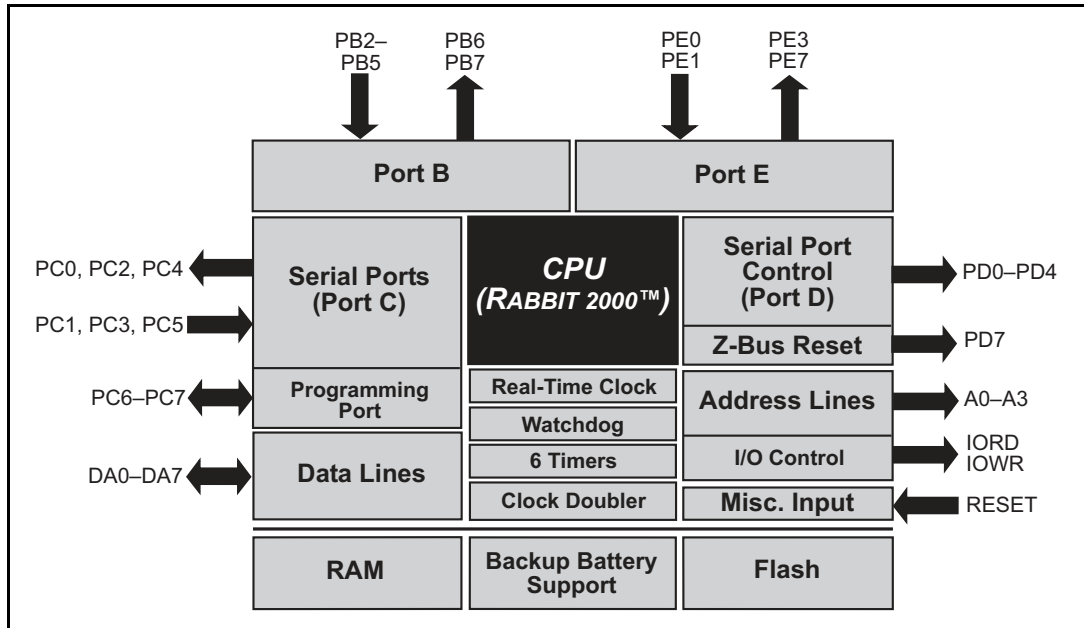 PB2–
PB5
PB6
PB7
PE0
PE1
PE3
PE7
Port B
Port E
PC0, PC2, PC4
PC1, PC3, PC5
Serial Ports
(Port C)
CPU
(RABBIT 2000™)
Serial Port
Control
(Port D)
PD0–PD4
Z-Bus Reset
PD7
PC6–PC7
Programming
Port
Real-Time Clock
Watchdog
Address Lines
A0–A3
DA0–DA7
Data Lines
6 Timers
Clock Doubler
I/O Control
IORD
IOWR
Misc. Input
RESET
RAM
Backup Battery
Support
Flash